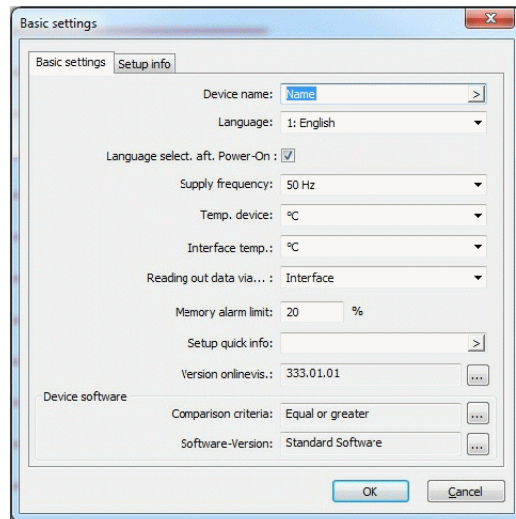 Basic settings
Basic settings Setup info
Device name: Name >
Language: 1: English
Language select. aft. Power-On :
Supply frequency: 50 Hz
Temp. device: °C
Interface temp.: °C
Reading out data via... : Interface
Memory alarm limit: 20 %
Setup quick info: >
Version onlinevis.: 333.01.01 ...
Device software
Comparison criteria: Equal or greater ...
Software-Version: Standard Software ...
OK Cancel